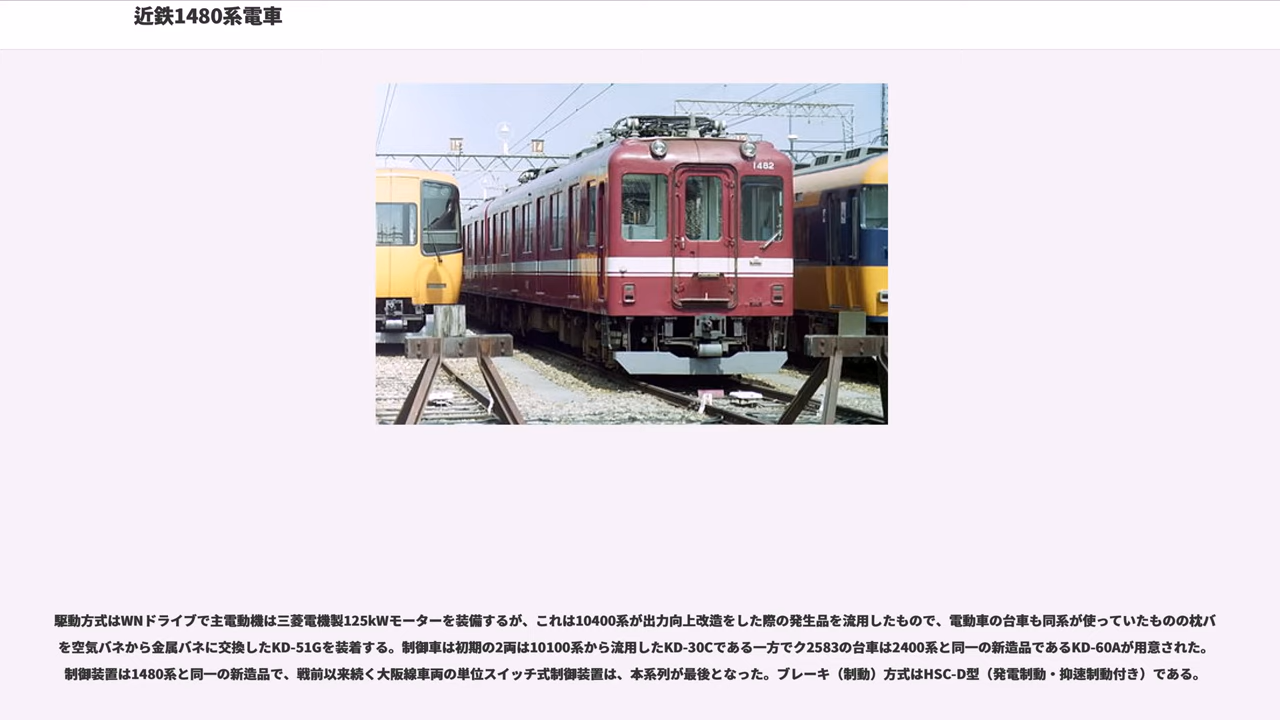 近鉄1480系電車
1482
駆動方式はWNドライブで主電動機は三菱電機製125kWモーターを装備するが、これは10400系が出力向上改造をした際の発生品を流用したもので、電動車の台車も同系が使っていたものの枕バ
を空気バネから金属バネに交換したKD-51Gを装着する。制御車は初期の2両は10100系から流用したKD-30Cである一方でク2583の台車は2400系と同一の新造品であるKD-60Aが用意された。
制御装置は1480系と同一の新造品で、戦前以来続く大阪線車両の単位スイッチ式制御装置は、本系列が最後となった。ブレーキ（制動）方式はHSC-D型（発電制動・抑速制動付き）である。